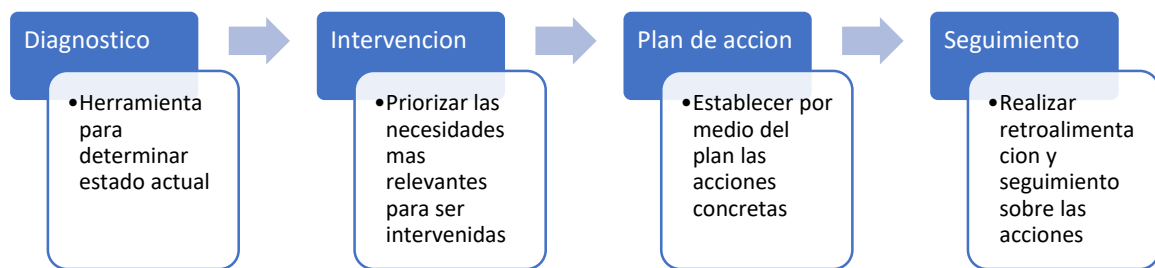 Diagnostico
•Herramienta
para
determinar
estado actual
Intervencion
•Priorizar las
necesidades
mas
relevantes
para ser
intervenidas
Plan de accion
•Establecer por
medio del
plan las
acciones
concretas
Seguimiento
•Realizar
retroalimenta
cion y
seguimiento
sobre las
acciones